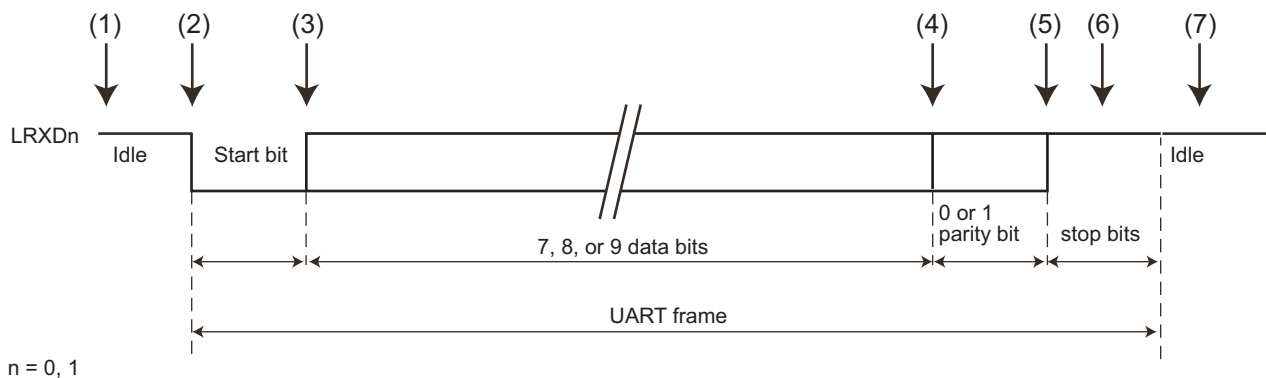 (1) (2) (3) (4) (5) (6) (7)
LRXDn
Idle Start bit Idle
0 or 1
parity bit
stop bits
7, 8, or 9 data bits
UART frame
n = 0, 1